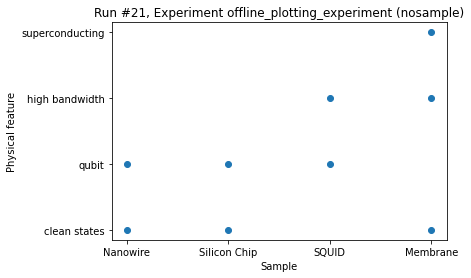 Run #21, Experiment offline_plotting_experiment (nosample)
superconducting
high bandwidth
qubit
clean states
Physical feature
Nanowire
Silicon Chip
SQUID
Membrane
Sample